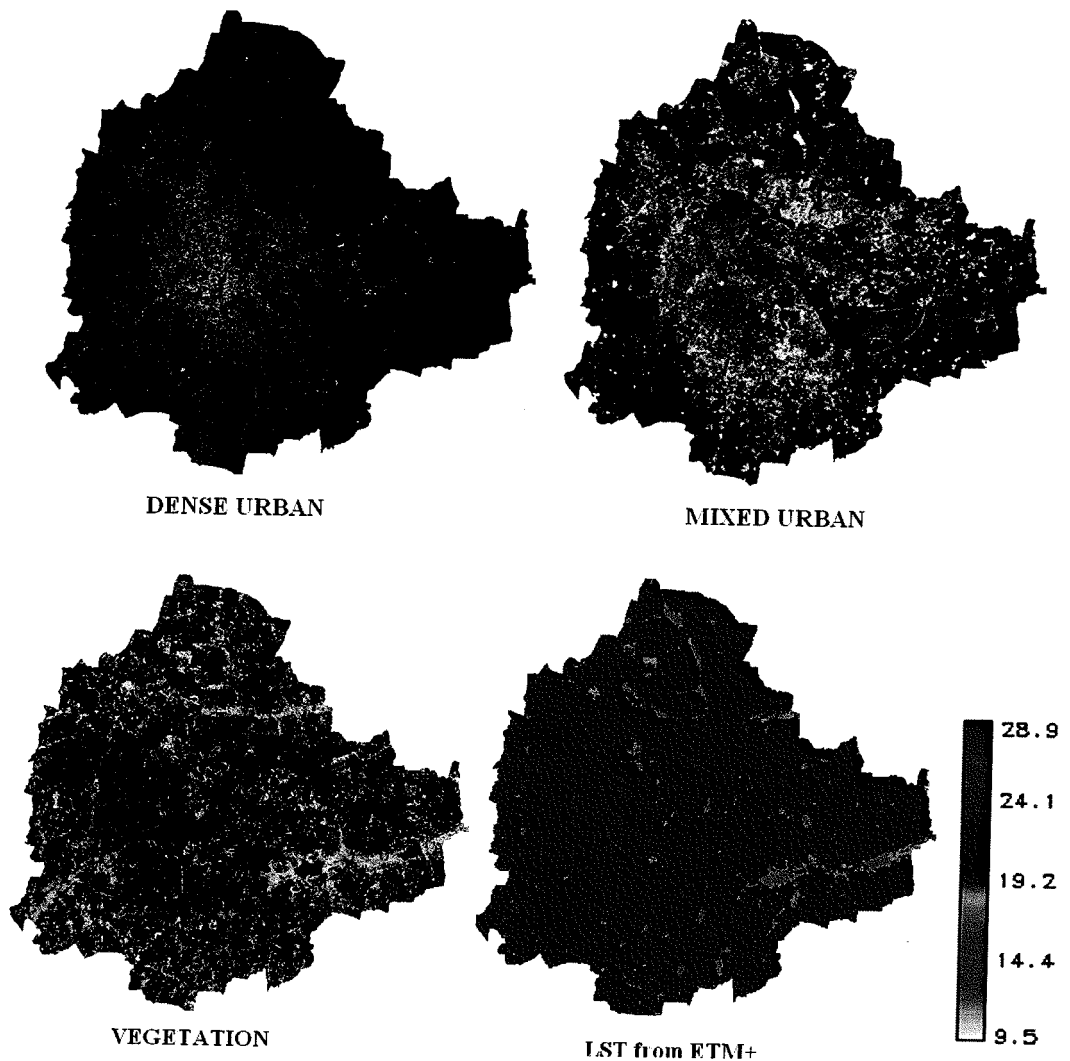 DENSE URBAN
MIXED URBAN
VEGETATION
LST from ETM+
28.9
24.1
19.2
14.4
9.5